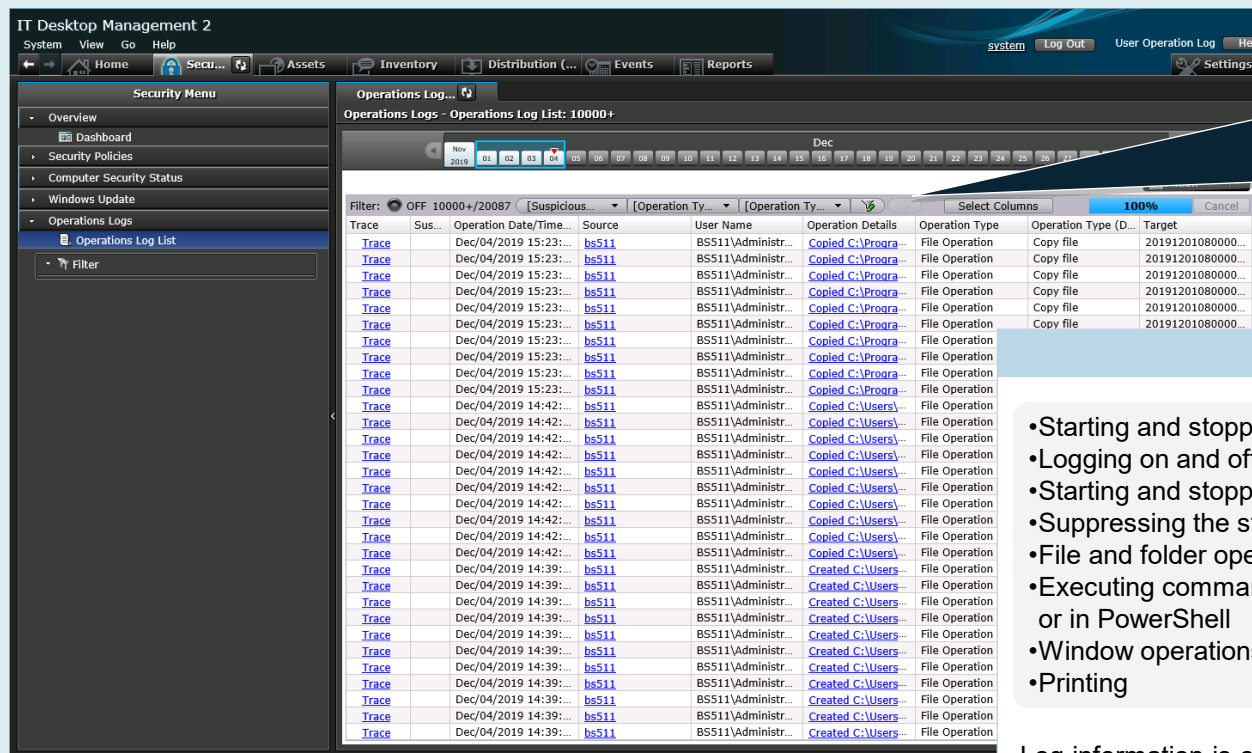 IT Desktop Management 2
System View Go Help
system Log Out User Operation Log He
Home Secu... Assets Inventory Distribution (... Events Reports Settings
Security Menu
Overview
Dashboard
Security Policies
Computer Security Status
Windows Update
Operations Logs
Operations Log List
Filter
Operations Log...
Operations Logs - Operations Log List: 10000+
Nov 2019
Dec
01 02 03 04 05 06 07 08 09 10 11 12 13 14 15 16 17 18 19 20 21 22 23 24 25 26 27
Filter: OFF 10000+/20087 [Suspicious... [Operation Ty... [Operation Ty... Select Columns 100% Cancel
Trace Sus... Operation Date/Time... Source User Name Operation Details Operation Type Operation Type (D... Target
Trace Dec/04/2019 15:23:... bs511 BS511\Administr... Copied C:\Progra... File Operation Copy file 20191201080000...
Trace Dec/04/2019 15:23:... bs511 BS511\Administr... Copied C:\Progra... File Operation Copy file 20191201080000...
Trace Dec/04/2019 15:23:... bs511 BS511\Administr... Copied C:\Progra... File Operation Copy file 20191201080000...
Trace Dec/04/2019 15:23:... bs511 BS511\Administr... Copied C:\Progra... File Operation Copy file 20191201080000...
Trace Dec/04/2019 15:23:... bs511 BS511\Administr... Copied C:\Progra... File Operation Copy file 20191201080000...
Trace Dec/04/2019 15:23:... bs511 BS511\Administr... Copied C:\Progra... File Operation Copy file 20191201080000...
Trace Dec/04/2019 15:23:... bs511 BS511\Administr... Copied C:\Progra... File Operation
Trace Dec/04/2019 15:23:... bs511 BS511\Administr... Copied C:\Progra... File Operation
Trace Dec/04/2019 15:23:... bs511 BS511\Administr... Copied C:\Progra... File Operation
Trace Dec/04/2019 15:23:... bs511 BS511\Administr... Copied C:\Progra... File Operation
Trace Dec/04/2019 14:42:... bs511 BS511\Administr... Copied C:\Users\... File Operation
Trace Dec/04/2019 14:42:... bs511 BS511\Administr... Copied C:\Users\... File Operation
Trace Dec/04/2019 14:42:... bs511 BS511\Administr... Copied C:\Users\... File Operation
Trace Dec/04/2019 14:42:... bs511 BS511\Administr... Copied C:\Users\... File Operation
Trace Dec/04/2019 14:42:... bs511 BS511\Administr... Copied C:\Users\... File Operation
Trace Dec/04/2019 14:42:... bs511 BS511\Administr... Copied C:\Users\... File Operation
Trace Dec/04/2019 14:42:... bs511 BS511\Administr... Copied C:\Users\... File Operation
Trace Dec/04/2019 14:42:... bs511 BS511\Administr... Copied C:\Users\... File Operation
Trace Dec/04/2019 14:42:... bs511 BS511\Administr... Copied C:\Users\... File Operation
Trace Dec/04/2019 14:42:... bs511 BS511\Administr... Copied C:\Users\... File Operation
Trace Dec/04/2019 14:39:... bs511 BS511\Administr... Created C:\Users... File Operation
Trace Dec/04/2019 14:39:... bs511 BS511\Administr... Created C:\Users... File Operation
Trace Dec/04/2019 14:39:... bs511 BS511\Administr... Created C:\Users... File Operation
Trace Dec/04/2019 14:39:... bs511 BS511\Administr... Created C:\Users... File Operation
Trace Dec/04/2019 14:39:... bs511 BS511\Administr... Created C:\Users... File Operation
Trace Dec/04/2019 14:39:... bs511 BS511\Administr... Created C:\Users... File Operation
Trace Dec/04/2019 14:39:... bs511 BS511\Administr... Created C:\Users... File Operation
Trace Dec/04/2019 14:39:... bs511 BS511\Administr... Created C:\Users... File Operation
Trace Dec/04/2019 14:39:... bs511 BS511\Administr... Created C:\Users... File Operation
Trace Dec/04/2019 14:39:... bs511 BS511\Administr... Created C:\Users... File Operation
Trace Dec/04/2019 14:39:... bs511 BS511\Administr... Created C:\Users... File Operation
•Starting and stopp
•Logging on and of
•Starting and stopp
•Suppressing the s
•File and folder ope
•Executing comma
or in PowerShell
•Window operation
•Printing
Log information is